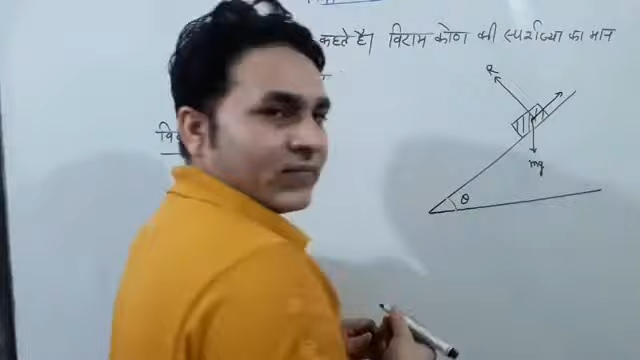 कहते है। विराम कोण की स्पर्शज्या का मान
R
mg
θ